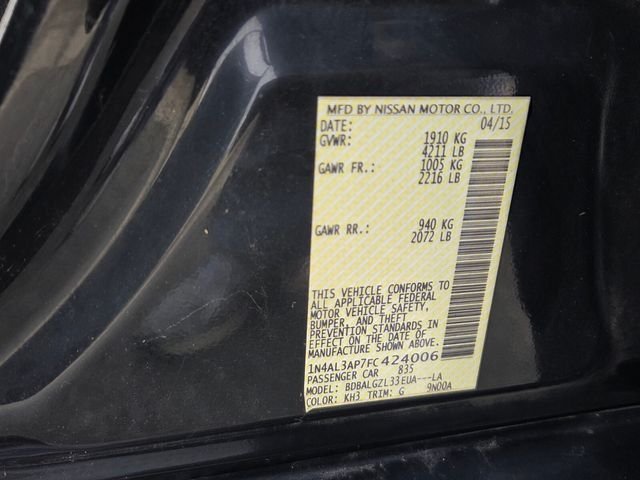 MFD BY NISSAN MOTOR CO., LTD.
DATE: 04/15
GVWR: 1910 KG
4211 LB
GAWR FR.: 1005 KG
2216 LB
GAWR RR.: 940 KG
2072 LB
THIS VEHICLE CONFORMS TO
ALL APPLICABLE FEDERAL
MOTOR VEHICLE SAFETY,
BUMPER, AND THEFT
PREVENTION STANDARDS IN
EFFECT ON THE DATE OF
MANUFACTURE SHOWN ABOVE.
1N4AL3AP7FC424006
PASSENGER CAR 835
MODEL: BDBALGZL33EUA---LA
COLOR: KH3 TRIM: G 9N00A